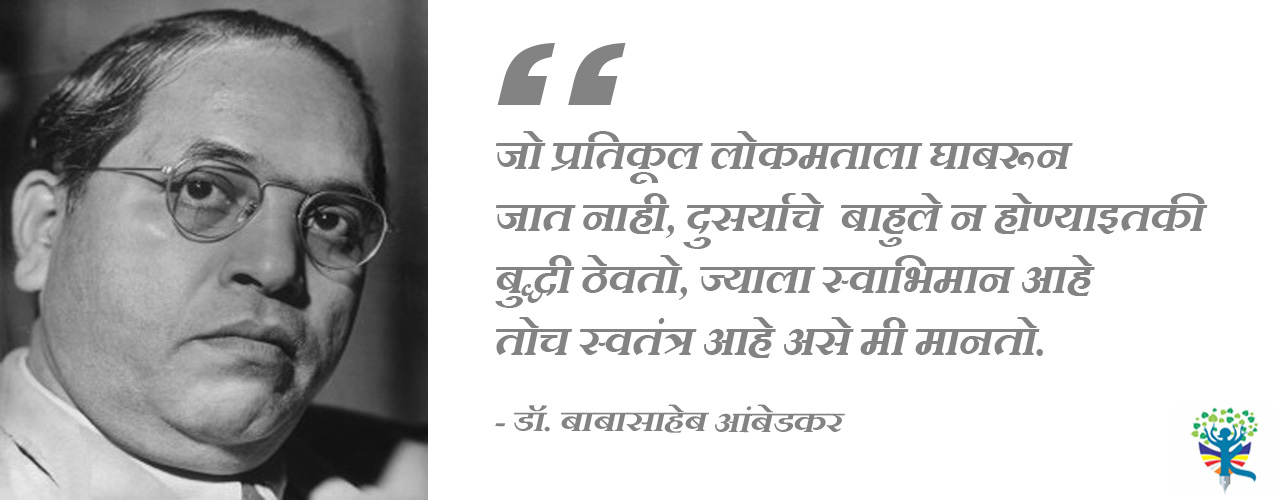 “
जो प्रतिकूल लोकमताला घाबरून
जात नाही, दुसर्याचे बाहुले न होण्याइतकी
बुद्धी ठेवतो, ज्याला स्वाभिमान आहे
तोच स्वतंत्र आहे असे मी मानतो.
- डॉ. बाबासाहेब आंबेडकर